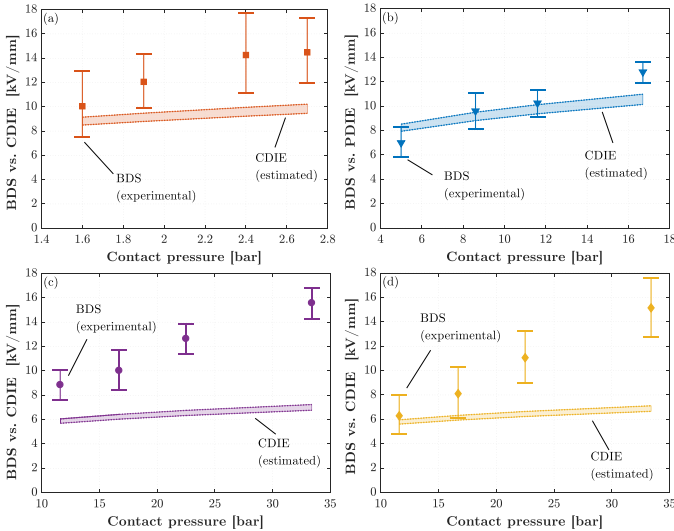 (a)
BDS vs. CDIE [kV/mm]
18
16
14
12
10
8
6
4
2
0
BDS
(experimental)
CDIE
(estimated)
1.4 1.6 1.8 2 2.2 2.4 2.6 2.8
Contact pressure [bar]
(b)
BDS vs. PDIE [kV/mm]
18
16
14
12
10
8
6
4
2
0
CDIE
(estimated)
BDS
(experimental)
4 6 8 10 12 14 16 18
Contact pressure [bar]
(c)
BDS vs. CDIE [kV/mm]
18
16
14
12
10
8
6
4
2
0
BDS
(experimental)
CDIE
(estimated)
10 15 20 25 30 35
Contact pressure [bar]
(d)
BDS vs. CDIE [kV/mm]
18
16
14
12
10
8
6
4
2
0
BDS
(experimental)
CDIE
(estimated)
10 15 20 25 30 35
Contact pressure [bar]